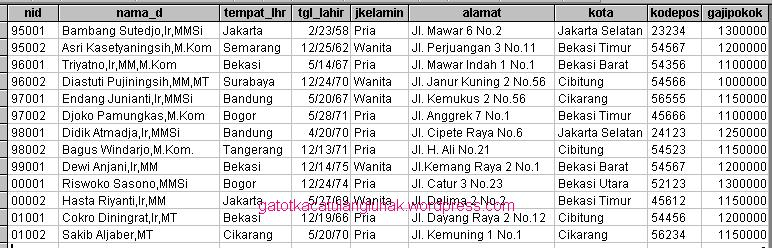 nid nama_d tempat_lhr tgl_lahir jkelamin alamat kota kodepos gajipokok
95001 Bambang Sutedjo,Ir,MMSi Jakarta 2/23/58 Pria Jl. Mawar 6 No.2 Jakarta Selatan 23234 1300000
95002 Asri Kasetyaningsih,M.Kom Semarang 12/25/62 Wanita Jl. Perjuangan 3 No.11 Bekasi Timur 54567 1200000
96001 Triyatno,Ir,MM,M.Kom Bekasi 5/14/67 Pria Jl. Mawar Indah 1 No.1 Bekasi Barat 54356 1100000
96002 Diastuti Pujiningsih,MM,MT Surabaya 12/24/70 Wanita Jl. Janur Kuning 2 No.56 Cibitung 54566 1000000
97001 Endang Junianti,Ir,MMSi Bandung 5/20/67 Wanita Jl. Kemukus 2 No.56 Cikarang 56565 1150000
97002 Djoko Pamungkas,M.Kom Bogor 5/28/71 Pria Jl. Anggrek 7 No.1 Bekasi Timur 45666 1100000
98001 Didik Atmadja,Ir,MMSi Bandung 4/20/70 Pria Jl. Cipete Raya No.6 Jakarta Selatan 24123 1250000
98002 Bagus Windarjo,M.Kom. Tangerang 12/13/71 Pria Jl. H. Ali No.21 Cibitung 54523 1150000
99001 Dewi Anjani,Ir,MM Bekasi 12/14/75 Wanita Jl.Kemang Raya 2 No.1 Bekasi Barat 54567 1200000
00001 Riswoko Sasono,MMSi Bogor 12/24/74 Pria Jl. Catur 3 No.23 Bekasi Utara 52123 1300000
00002 Hasta Riyanti,Ir,MM Jakarta 5/27/69 Wanita Jl. Delima 2 No.2 Bekasi Timur 45612 1150000
gatotkacatulangluhak.wordpress.com
01001 Cokro Diningrat,Ir,MT Bekasi 12/19/66 Pria Jl. Dayang Raya 2 No.12 Cibitung 54456 1200000
01002 Sakib Aljaber,MT Cikarang 5/20/70 Pria Jl. Kemuning 1 No.1 Cikarang 56234 1150000